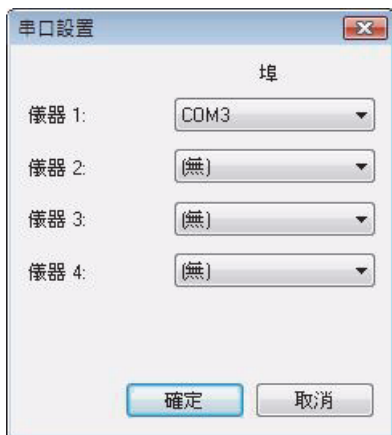 串口設置
埠
儀器 1: COM3
儀器 2: (無)
儀器 3: (無)
儀器 4: (無)
確定 取消